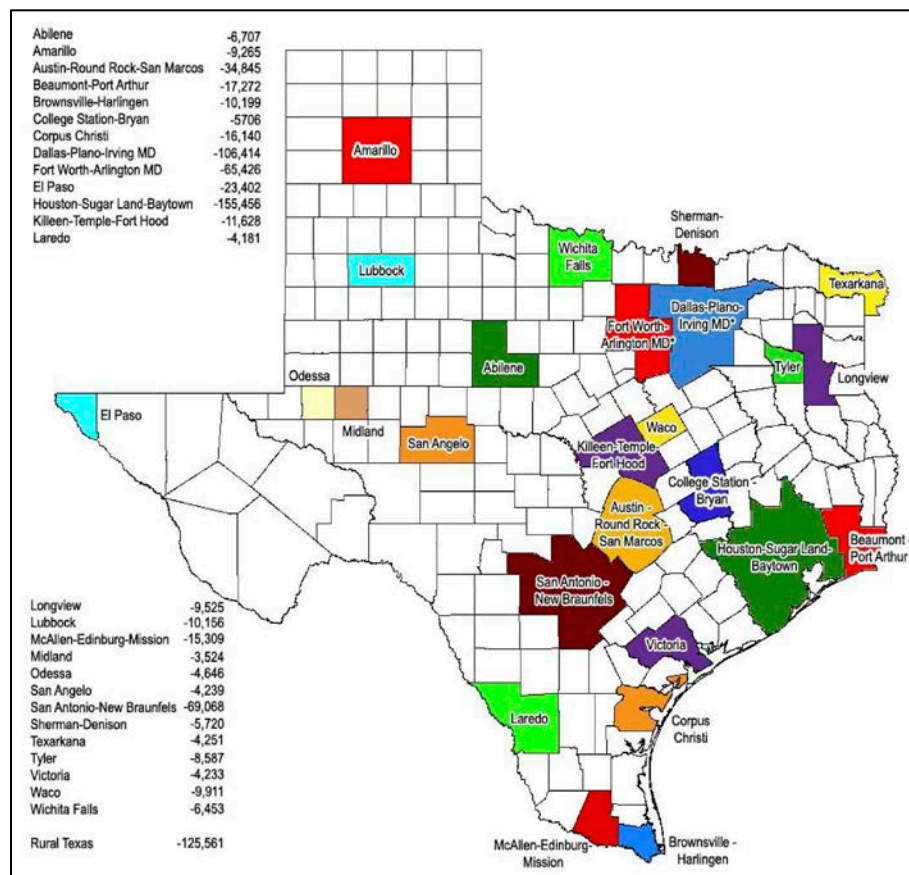 Abilene -6,707
Amarillo -9,265
Austin-Round Rock-San Marcos -34,845
Beaumont-Port Arthur -17,272
Brownsville-Harlingen -10,199
College Station-Bryan -5706
Corpus Christi -16,140
Dallas-Plano-Irving MD -106,414
Fort Worth-Arlington MD -65,426
El Paso -23,402
Houston-Sugar Land-Baytown -155,456
Killeen-Temple-Fort Hood -11,628
Laredo -4,181
Amarillo
Sherman-
Denison
Wichita
Falls
Lubbock
Texarkana
Dallas-Plano-
Irving MD*
Fort Worth-
Arlington MD*
Abilene
Tyler
Longview
Odessa
El Paso
Midland
San Angelo
Waco
Killeen-Temple-
Fort Hood
College Station
Bryan
Austin -
Round Rock -
San Marcos
Houston-Sugar Land-
Baytown
Beaumont -
Port Arthur
San Antonio -
New Braunfels
Victoria
Laredo
Corpus
Christi
McAllen-Edinburg-
Mission
Brownsville -
Harlingen
Longview -9,525
Lubbock -10,156
McAllen-Edinburg-Mission -15,309
Midland -3,524
Odessa -4,646
San Angelo -4,239
San Antonio-New Braunfels -69,068
Sherman-Denison -5,720
Texarkana -4,251
Tyler -8,587
Victoria -4,233
Waco -9,911
Wichita Falls -6,453
Rural Texas -125,561